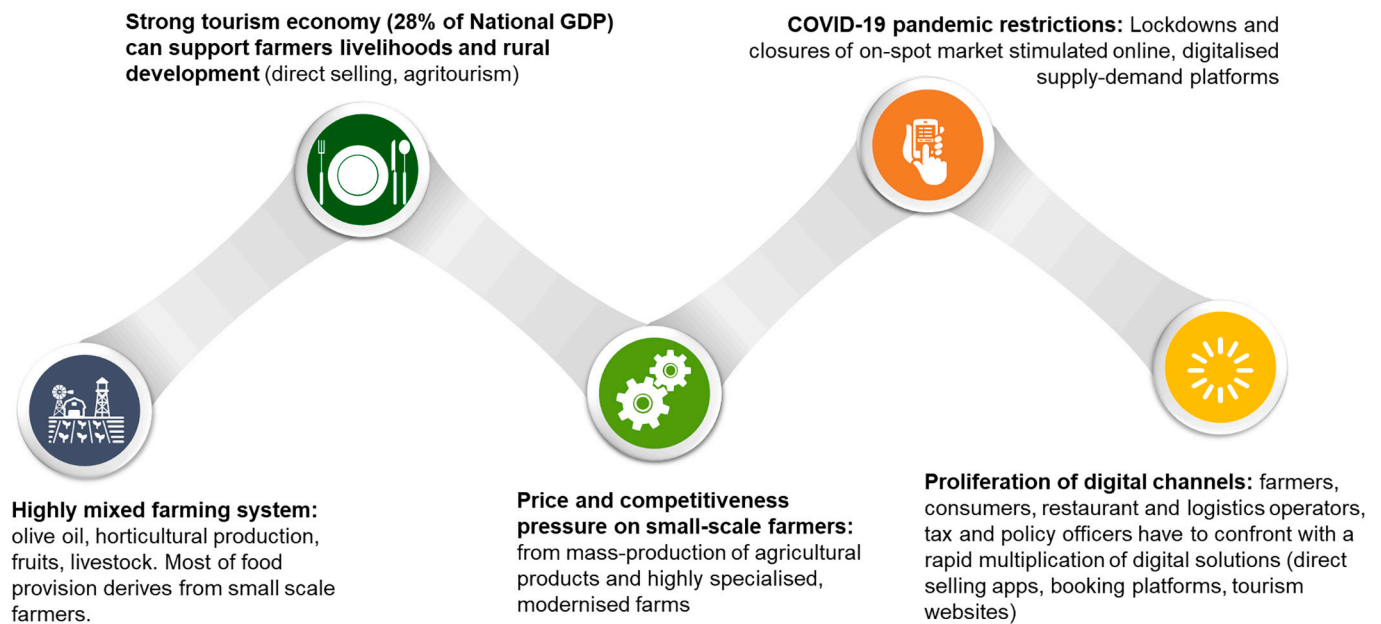 Strong tourism economy (28% of National GDP)
can support farmers livelihoods and rural
development (direct selling, agritourism)
COVID-19 pandemic restrictions: Lockdowns and
closures of on-spot market stimulated online, digitalised
supply-demand platforms
Highly mixed farming system:
olive oil, horticultural production,
fruits, livestock. Most of food
provision derives from small scale
farmers.
Price and competitiveness
pressure on small-scale farmers:
from mass-production of agricultural
products and highly specialised,
modernised farms
Proliferation of digital channels: farmers,
consumers, restaurant and logistics operators,
tax and policy officers have to confront with a
rapid multiplication of digital solutions (direct
selling apps, booking platforms, tourism
websites)